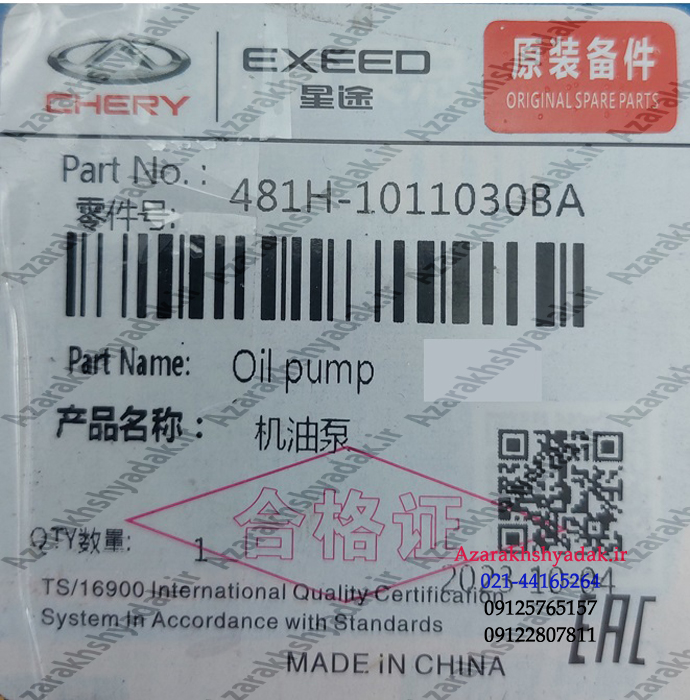 CHERY
EXEED
星途
原装备件
ORIGINAL SPARE PARTS
Part No.:
零件号:
481H-1011030BA
Part Name: Oil pump
产品名称: 机油泵
合格证
QTY数量: 1
Azarakhshyadak.ir
021-44165264
09125765157
09122807811
TS/16900 International Quality Certification
System In Accordance with Standards
EAC
MADE iN CHINA